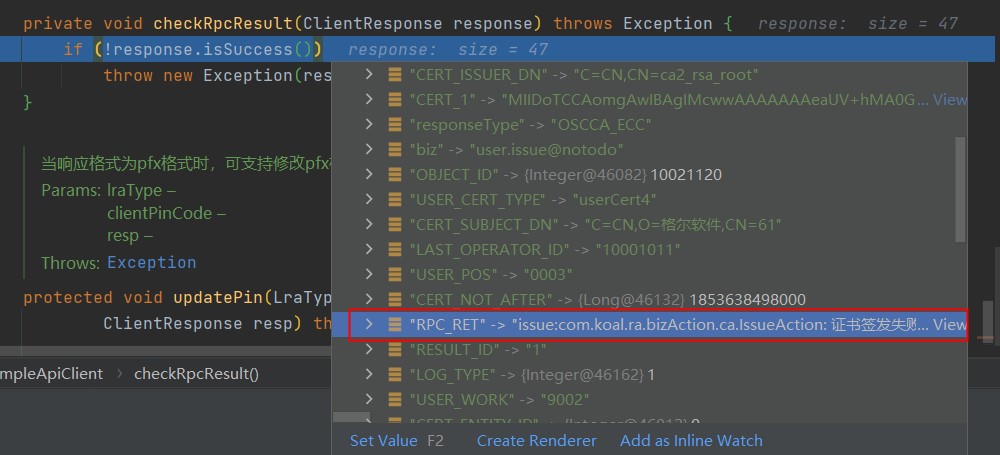 private void checkRpcResult(ClientResponse response) throws Exception { response: size = 47
if (!response.isSuccess()) response: size = 47
throw new Exception(res
}
"CERT_ISSUER_DN" -> "C=CN,CN=ca2_rsa_root"
"CERT_1" -> "MIIDoTCCAomgAwIBAgIMcwwAAAAAAAeaUV+hMA0G... View
"responseType" -> "OSCCA_ECC"
"biz" -> "user.issue@notodo"
"OBJECT_ID" -> {Integer@46082} 10021120
"USER_CERT_TYPE" -> "userCert4"
"CERT_SUBJECT_DN" -> "C=CN,O=格尔软件,CN=61"
"LAST_OPERATOR_ID" -> "10001011"
"USER_POS" -> "0003"
"CERT_NOT_AFTER" -> {Long@46132} 1853638498000
"RPC_RET" -> "issue:com.koal.ra.bizAction.ca.IssueAction: 证书签发失败... View
"RESULT_ID" -> "1"
"LOG_TYPE" -> {Integer@46162} 1
"USER_WORK" -> "9002"
"CERT_ENTITY_ID" -> {Integer@46013} 0
Set Value F2 Create Renderer Add as Inline Watch
当响应格式为pfx格式时，可支持修改pfx
Params: lraType –
clientPinCode –
resp –
Throws: Exception
protected void updatePin(LraTyp
ClientResponse resp) th
mpleApiClient › checkRpcResult()